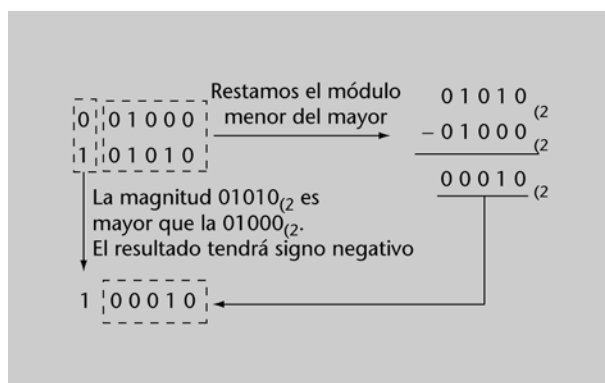 0 01000
1 01010
Restamos el módulo
menor del mayor
01010(2
−01000(2
00010(2
La magnitud 01010(2 es
mayor que la 01000(2.
El resultado tendrá signo negativo
1 00010